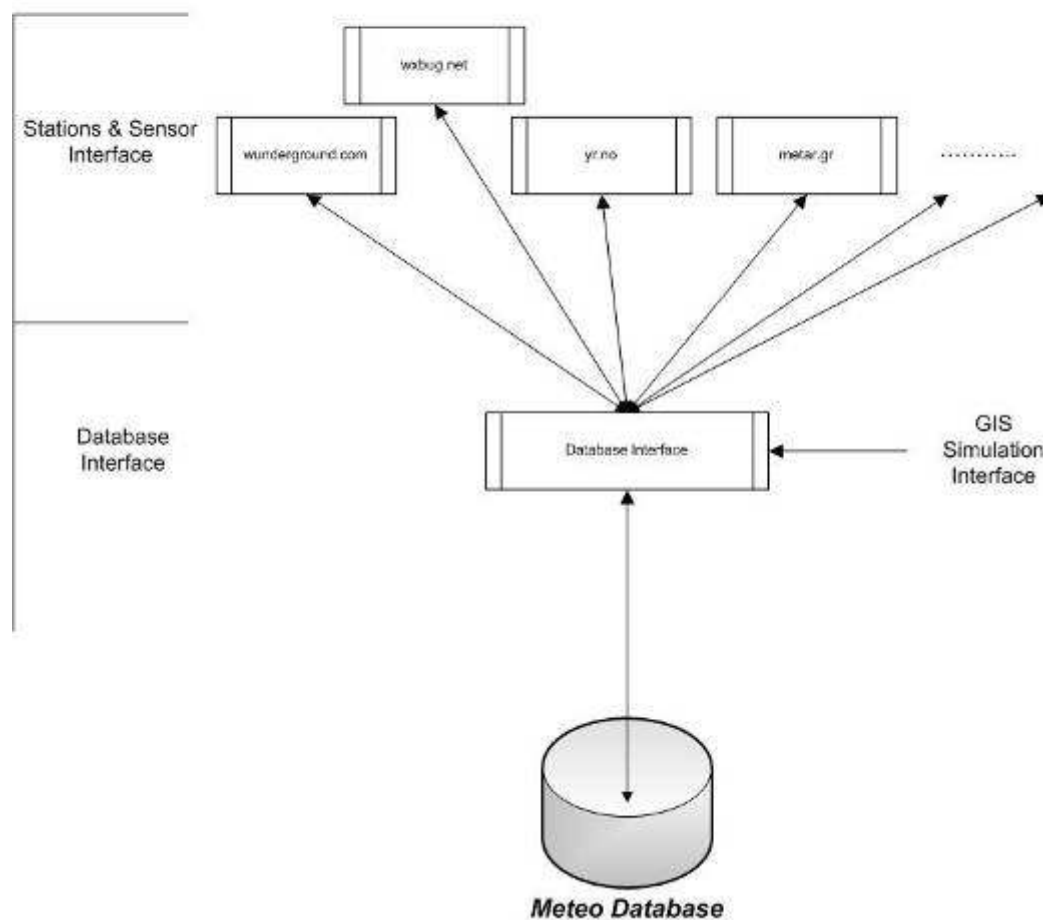 wxbug.net
Stations & Sensor
Interface
wunderground.com
yr.no
metar.gr
..............
Database
Interface
Database Interface
GIS
Simulation
Interface
Meteo Database